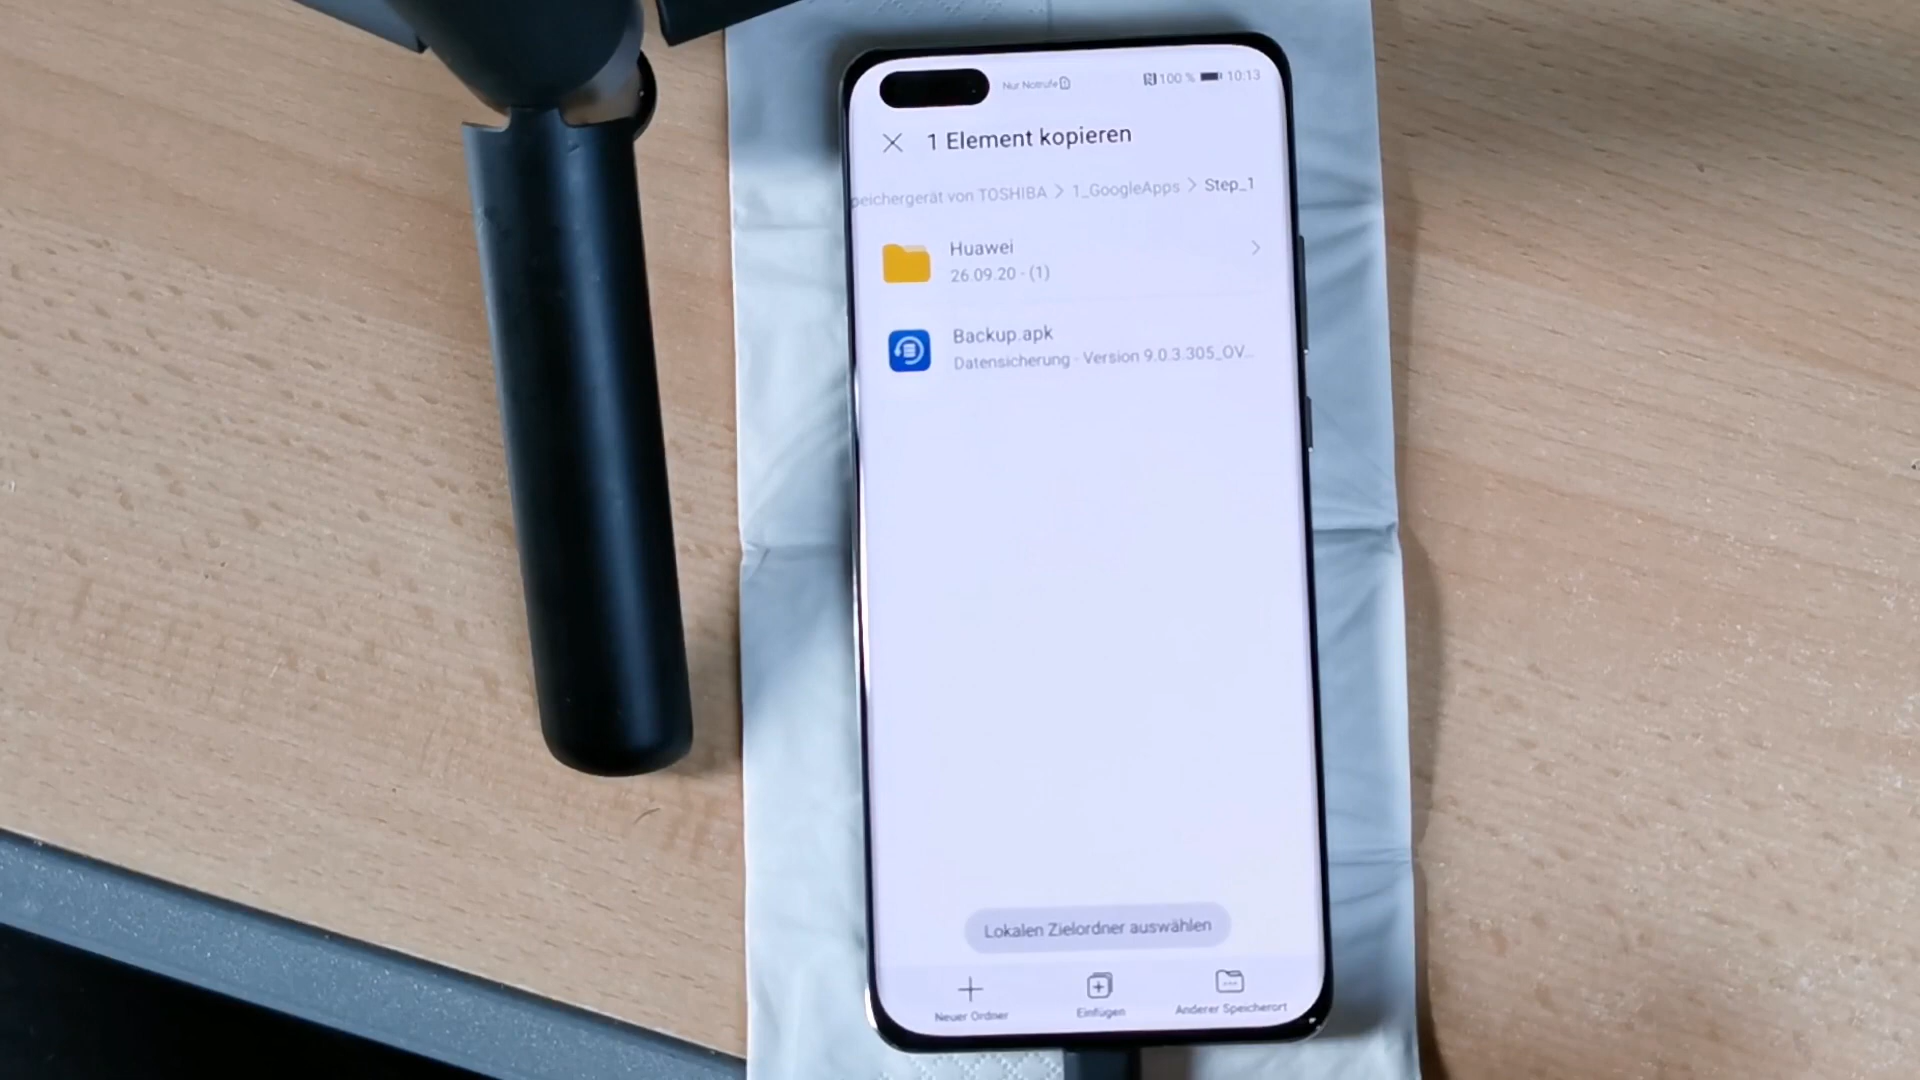 Nur Notrufe 100 % 10:13
1 Element kopieren
peichergerät von TOSHIBA > 1_GoogleApps > Step_1
Huawei
26.09.20 - (1)
Backup.apk
Datensicherung - Version 9.0.3.305_OV...
Lokalen Zielordner auswählen
Neuer Ordner Einfügen Anderer Speicherort